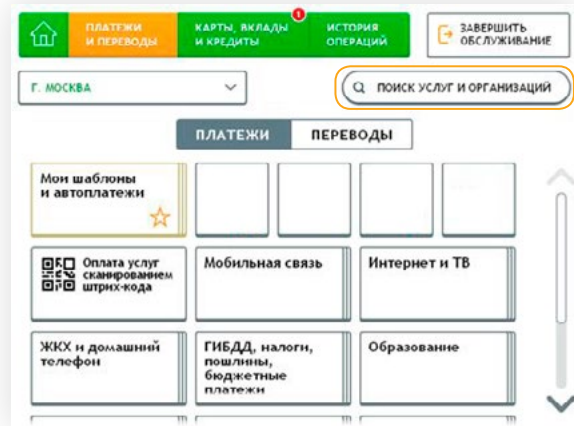 ПЛАТЕЖИ
И ПЕРЕВОДЫ
КАРТЫ, ВКЛАДЫ
И КРЕДИТЫ
1
ИСТОРИЯ
ОПЕРАЦИЙ
ЗАВЕРШИТЬ
ОБСЛУЖИВАНИЕ
Г. МОСКВА
ПОИСК УСЛУГ И ОРГАНИЗАЦИЙ
ПЛАТЕЖИ
ПЕРЕВОДЫ
Мои шаблоны
и автоплатежи
Оплата услуг
сканированием
штрих-кода
Мобильная связь
Интернет и ТВ
ЖКХ и домашний
телефон
ГИБДД, налоги,
пошлины,
бюджетные
платежи
Образование